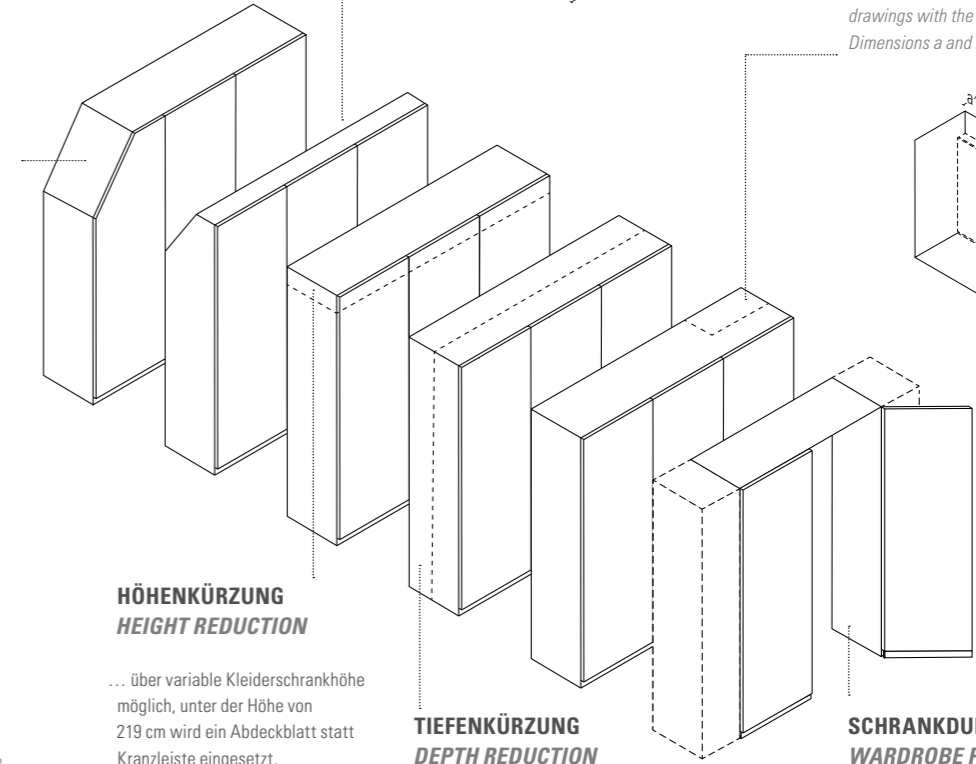 drawings with the
Dimensions a and
a
HÖHENKÜRZUNG
HEIGHT REDUCTION
… über variable Kleiderschrankhöhe
möglich, unter der Höhe von
219 cm wird ein Abdeckblatt statt
Kranzleiste eingesetzt.
TIEFENKÜRZUNG
DEPTH REDUCTION